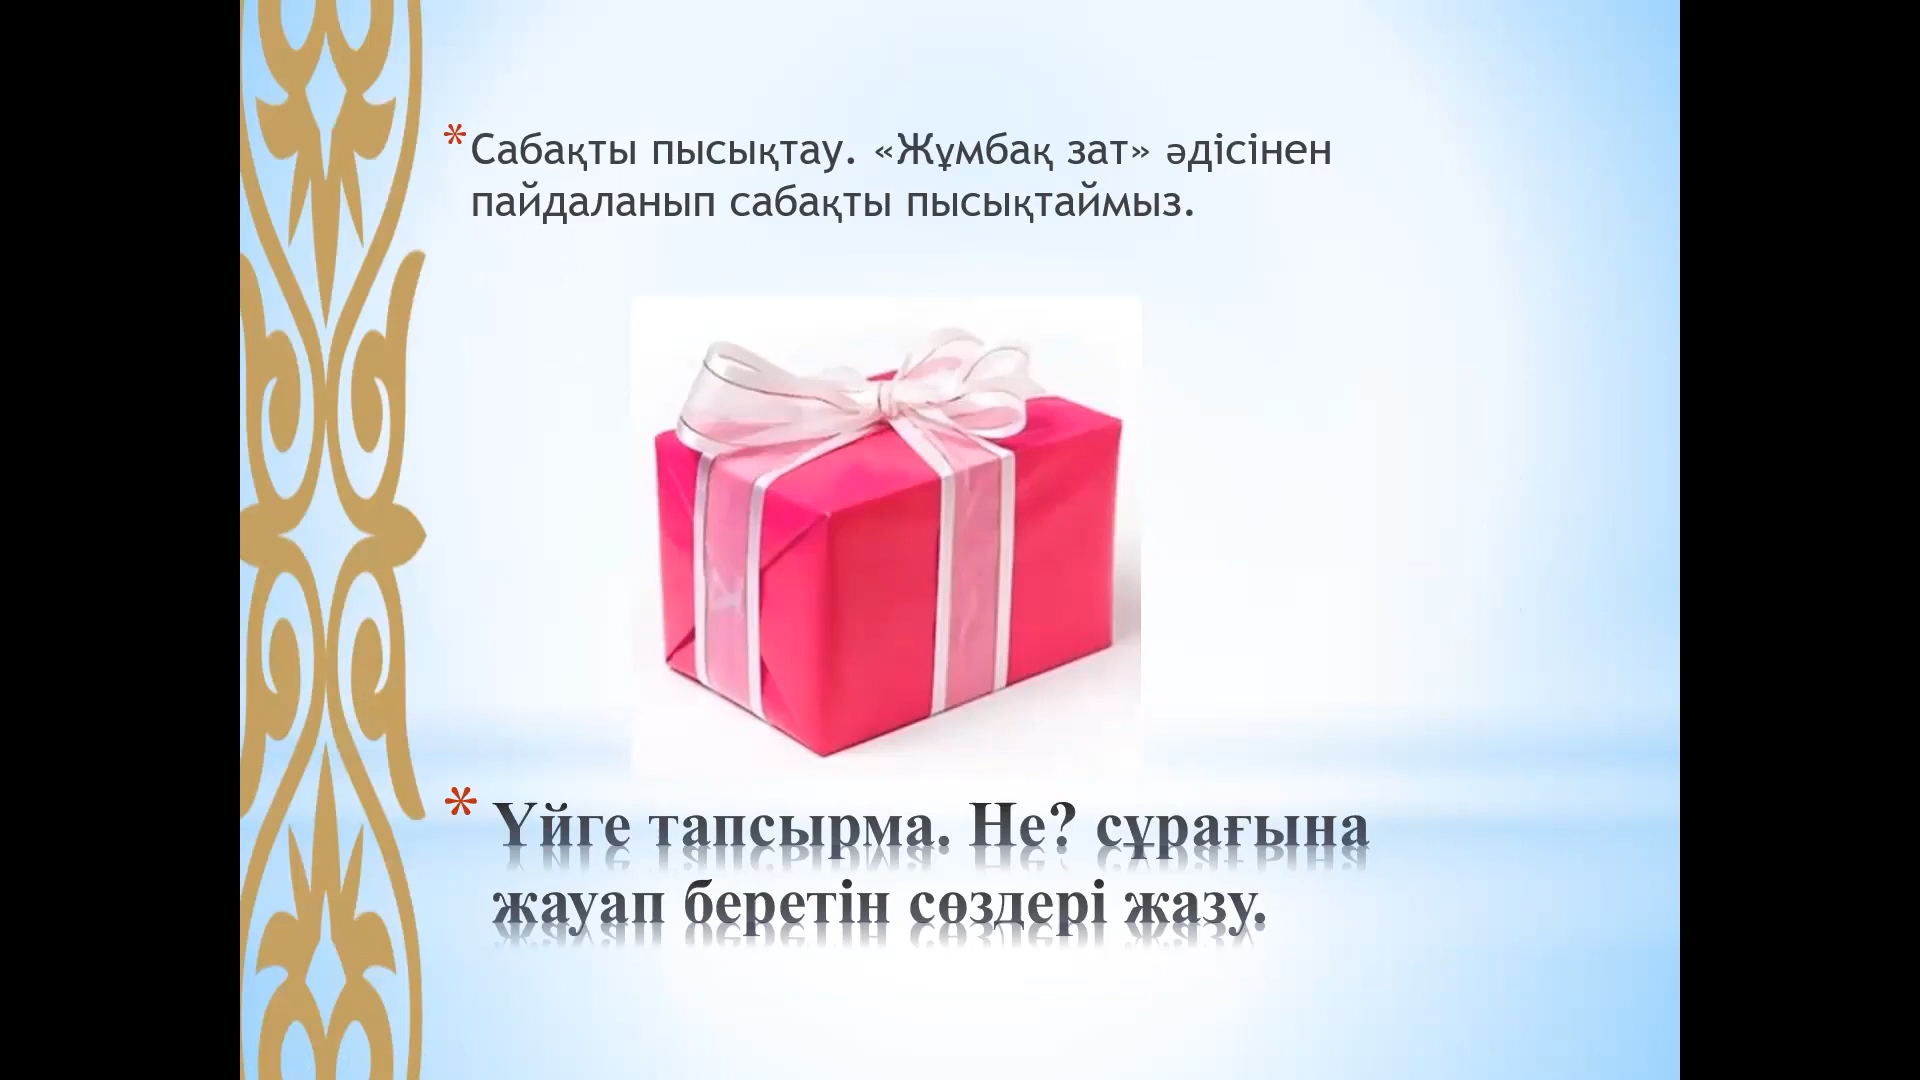 * Сабақты пысықтау. «Жұмбақ зат» әдісінен
пайдаланып сабақты пысықтаймыз.
* Үйге тапсырма. Не? сұрағына
жауап беретін сөздері жазу.